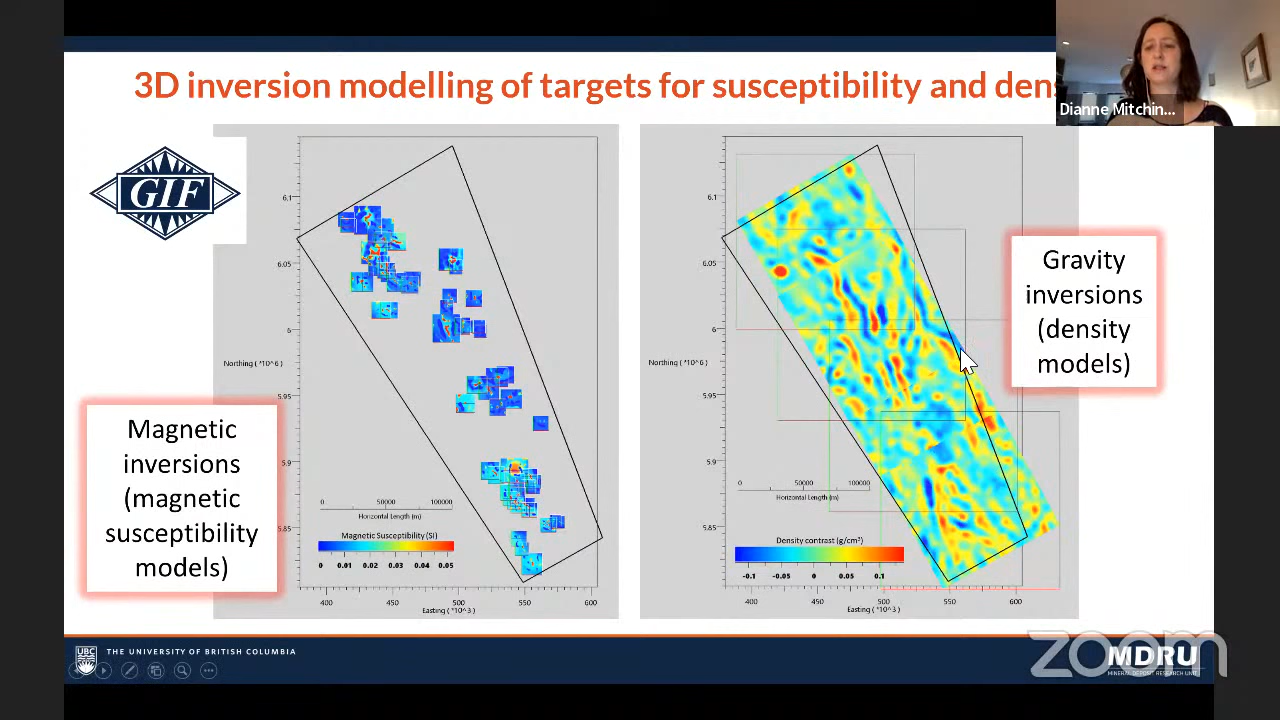 3D inversion modelling of targets for susceptibility and dens
Dianne Mitchin...
GIF
6.1
6.05
6
Northing ( *10^6 )
5.95
5.9
5.85
0 50000 100000
Horizontal Length (m)
Magnetic Susceptibility (SI)
0 0.01 0.02 0.03 0.04 0.05
400 450 500 550 600
Easting ( *10^3 )
Magnetic
inversions
(magnetic
susceptibility
models)
6.1
6.05
6
Northing ( *10^6 )
5.95
5.9
5.85
0 50000 100000
Horizontal Length (m)
Density contrast (g/cm³)
-0.1 -0.05 0 0.05 0.1
400 450 500 550 600
Easting ( *10^3 )
Gravity
inversions
(density
models)
UBC
THE UNIVERSITY OF BRITISH COLUMBIA
zoom
MDRU
MINERAL DEPOSIT RESEARCH UNIT